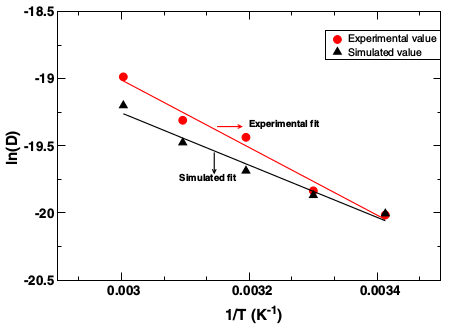 -18.5
Experimental value
Simulated value
-19
Experimental fit
-19.5
ln(D)
Simulated fit
-20
-20.5
0.003
0.0032
0.0034
1/T (K⁻¹)